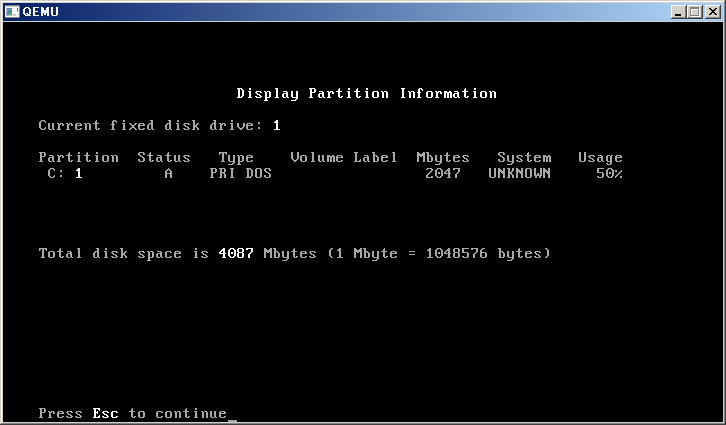 QEMU
Display Partition Information
Current fixed disk drive: 1
Partition  Status   Type    Volume Label  Mbytes   System   Usage
C: 1         A    PRI DOS                 2047   UNKNOWN     50%
Total disk space is 4087 Mbytes (1 Mbyte = 1048576 bytes)
Press Esc to continue_